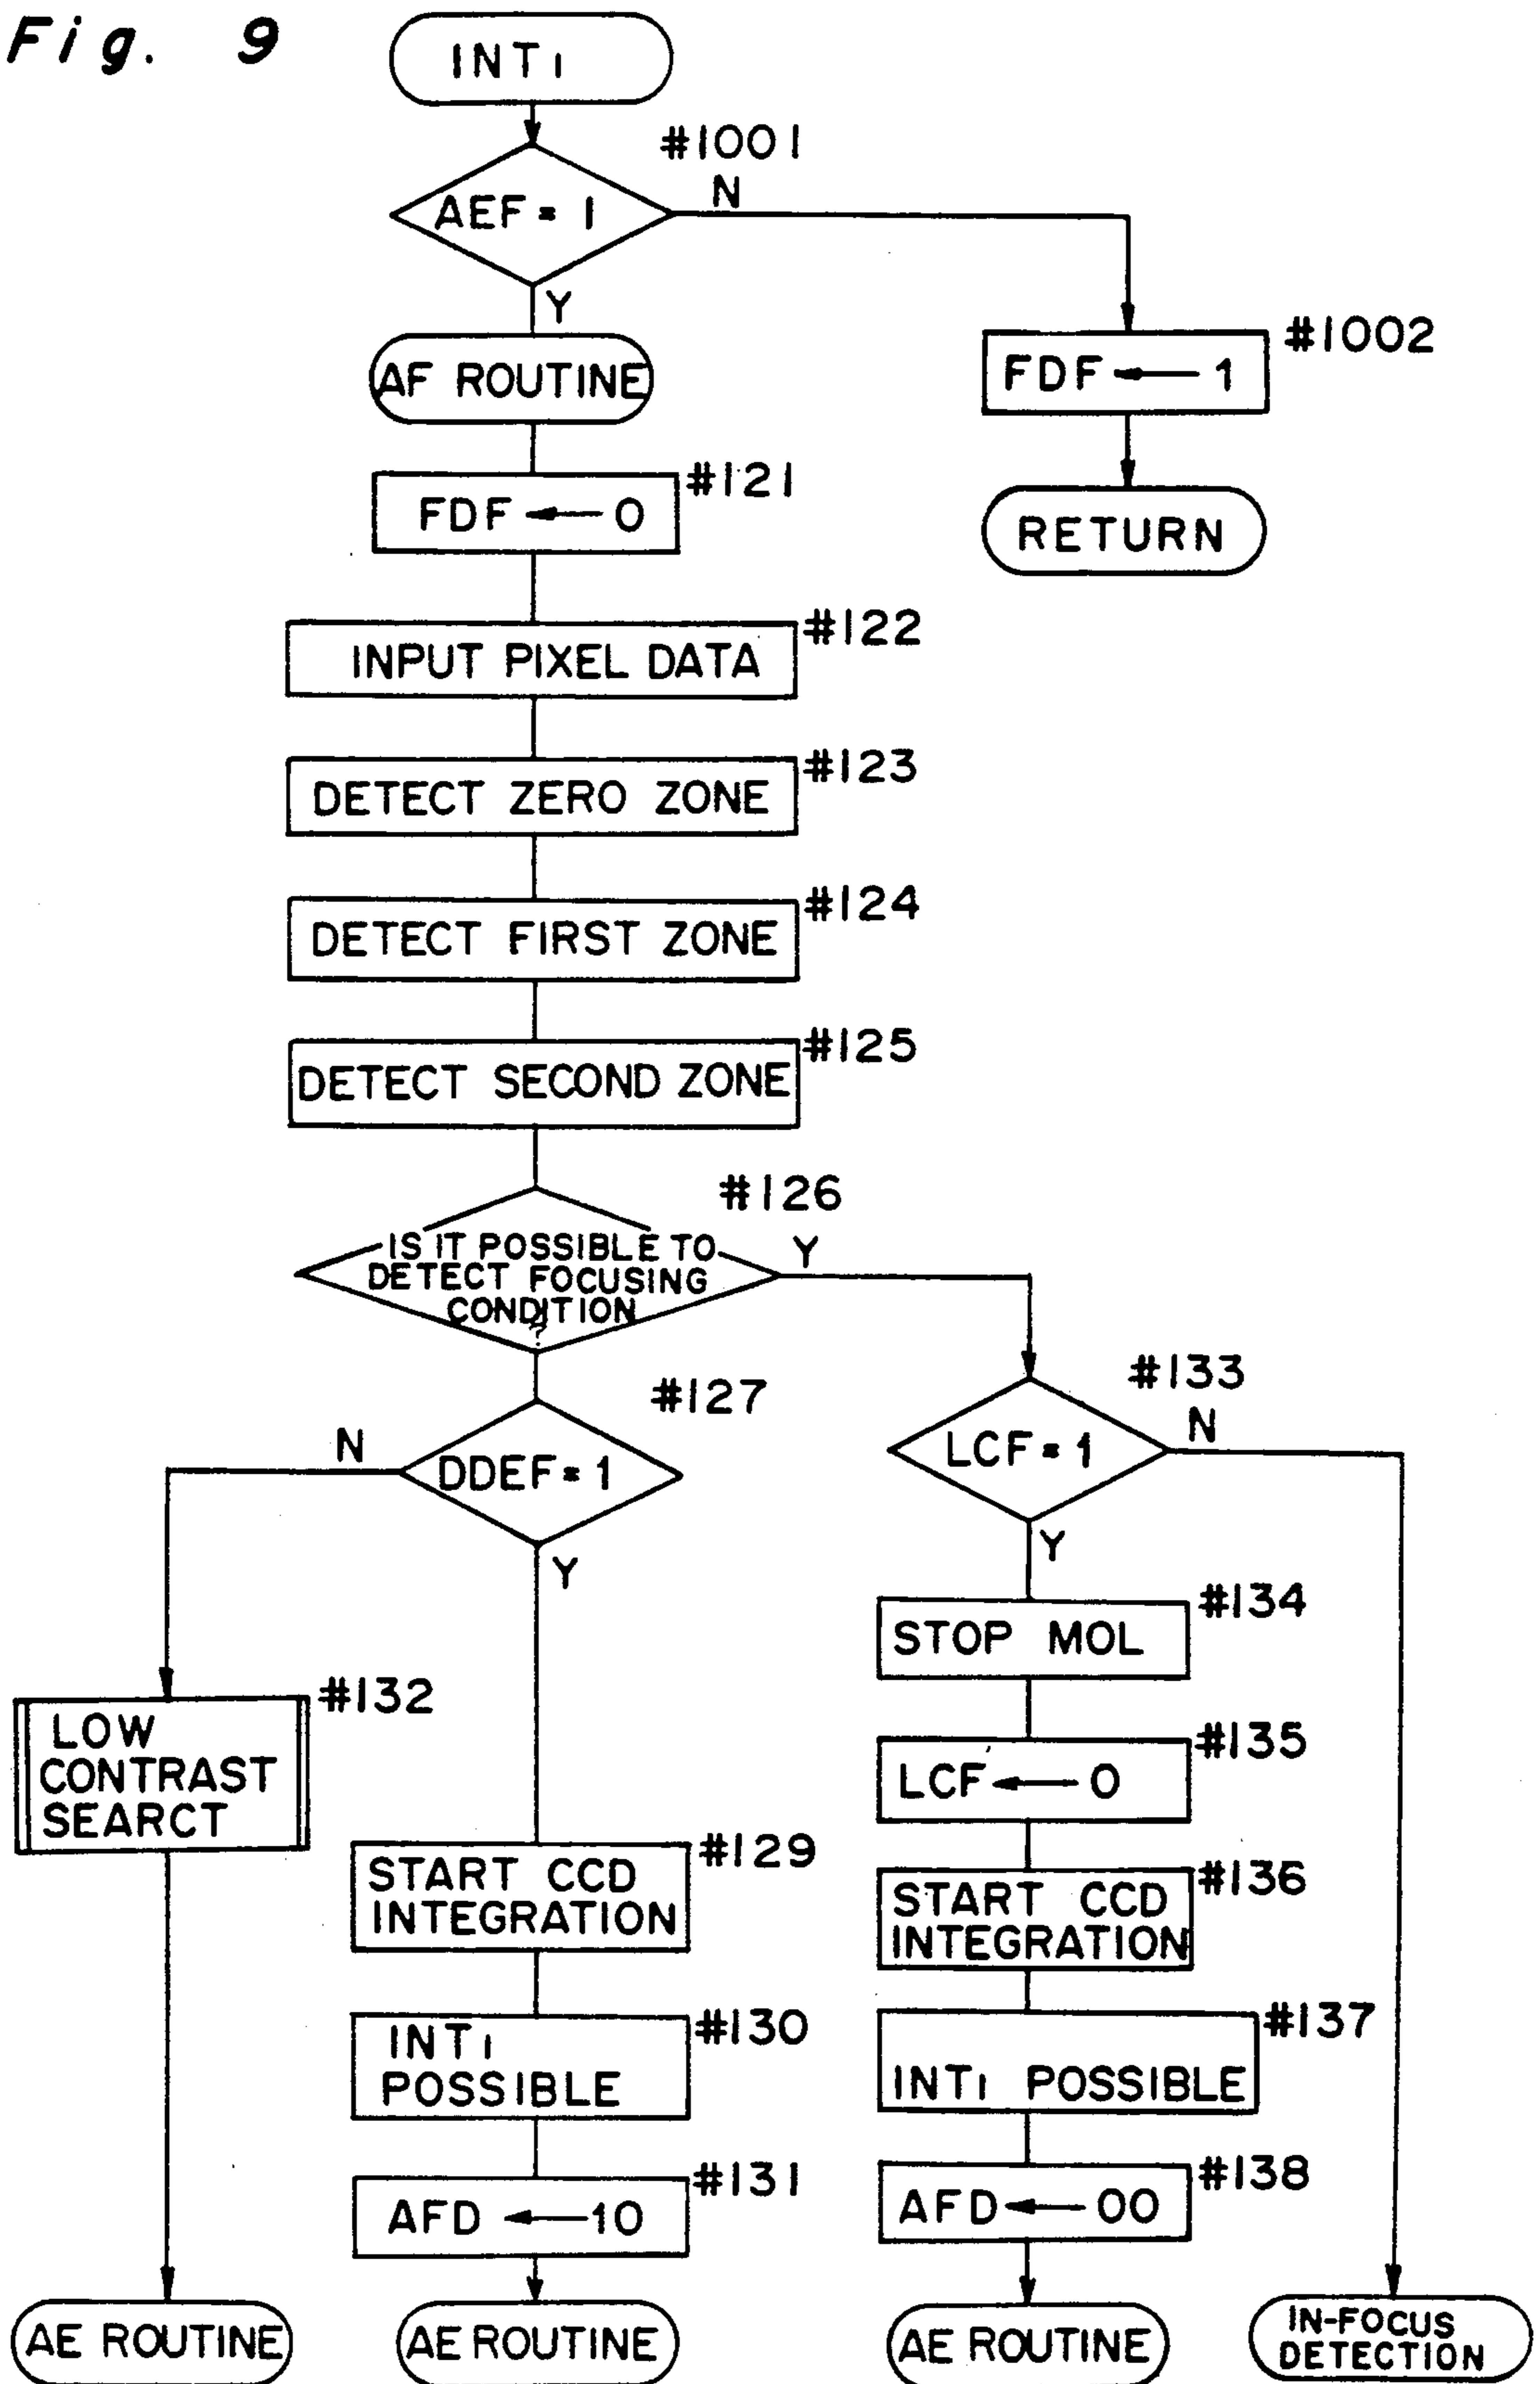 Fig. 9
INT1
#1001
AEF = 1
N
Y
AF ROUTINE
#1002
FDF ← 1
RETURN
#121
FDF ← 0
#122
INPUT PIXEL DATA
#123
DETECT ZERO ZONE
#124
DETECT FIRST ZONE
#125
DETECT SECOND ZONE
#126
IS IT POSSIBLE TO
DETECT FOCUSING
CONDITION
?
Y
#127
DDEF = 1
N
Y
#133
LCF = 1
N
Y
#134
STOP MOL
#135
LCF ← 0
#136
START CCD
INTEGRATION
#137
INT1 POSSIBLE
#138
AFD ← 00
AE ROUTINE
IN-FOCUS
DETECTION
#132
LOW
CONTRAST
SEARCT
AE ROUTINE
#129
START CCD
INTEGRATION
#130
INT1
POSSIBLE
#131
AFD ← 10
AE ROUTINE